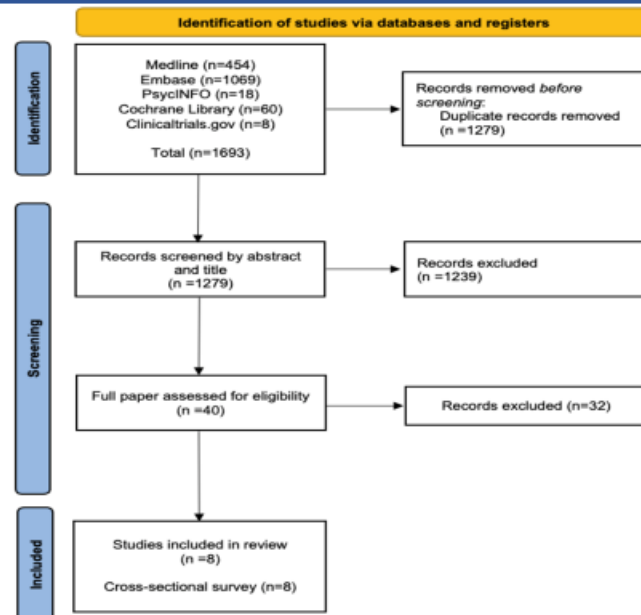 Identification of studies via databases and registers
Identification
Medline (n=454)
Embase (n=1069)
PsycINFO (n=18)
Cochrane Library (n=60)
Clinicaltrials.gov (n=8)
Total (n=1693)
Records removed before
screening:
Duplicate records removed
(n =1279)
Screening
Records screened by abstract
and title
(n =1279)
Records excluded
(n =1239)
Full paper assessed for eligibility
(n =40)
Records excluded (n=32)
Included
Studies included in review
(n =8)
Cross-sectional survey (n=8)